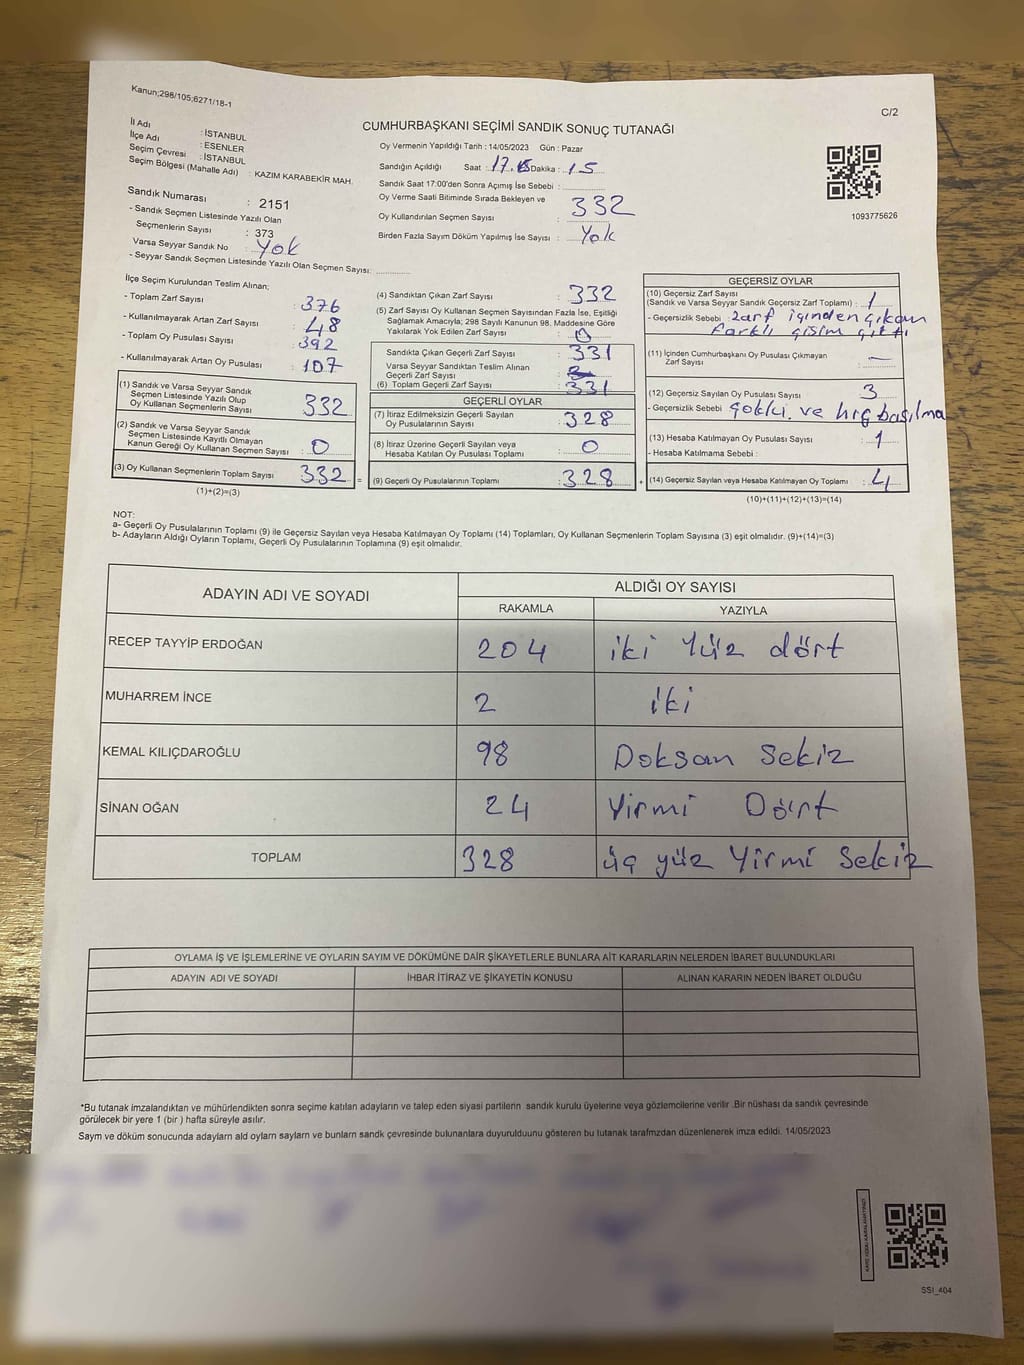 Kanun;298/105;6271/18-1
C/2
CUMHURBAŞKANI SEÇİMİ SANDIK SONUÇ TUTANAĞI
İl Adı : İSTANBUL
İlçe Adı : ESENLER
Seçim Çevresi : İSTANBUL
Seçim Bölgesi (Mahalle Adı) : KAZIM KARABEKİR MAH.
Sandık Numarası : 2151
- Sandık Seçmen Listesinde Yazılı Olan
Seçmenlerin Sayısı : 373
Varsa Seyyar Sandık No : Yok
- Seyyar Sandık Seçmen Listesinde Yazılı Olan Seçmen Sayısı:
Oy Vermenin Yapıldığı Tarih : 14/05/2023 Gün : Pazar
Sandığın Açıldığı Saat : 17. Dakika : 15
Sandık Saat 17:00'den Sonra Açımış İse Sebebi :
Oy Verme Saati Bitiminde Sırada Bekleyen ve
Oy Kullandırılan Seçmen Sayısı : 332
Birden Fazla Sayım Döküm Yapılmış İse Sayısı : Yok
1093775626
İlçe Seçim Kurulundan Teslim Alınan;
- Toplam Zarf Sayısı : 376
- Kullanılmayarak Artan Zarf Sayısı : 48
- Toplam Oy Pusulası Sayısı : 392
- Kullanılmayarak Artan Oy Pusulası : 107
(1) Sandık ve Varsa Seyyar Sandık
Seçmen Listesinde Yazılı Olup
Oy Kullanan Seçmenlerin Sayısı : 332
(2) Sandık ve Varsa Seyyar Sandık
Seçmen Listesinde Kayıtlı Olmayan
Kanun Gereği Oy Kullanan Seçmen Sayısı : 0
(3) Oy Kullanan Seçmenlerin Toplam Sayısı : 332 =
(1)+(2)=(3)
(4) Sandıktan Çıkan Zarf Sayısı : 332
(5) Zarf Sayısı Oy Kullanan Seçmen Sayısından Fazla İse, Eşitliği
Sağlamak Amacıyla; 298 Sayılı Kanunun 98. Maddesine Göre
Yakılarak Yok Edilen Zarf Sayısı : 0
Sandıkta Çıkan Geçerli Zarf Sayısı : 331
Varsa Seyyar Sandıktan Teslim Alınan
Geçerli Zarf Sayısı :
(6) Toplam Geçerli Zarf Sayısı : 331
GEÇERLİ OYLAR
(7) İtiraz Edilmeksizin Geçerli Sayılan
Oy Pusulalarının Sayısı : 328
(8) İtiraz Üzerine Geçerli Sayılan veya
Hesaba Katılan Oy Pusulası Toplamı : 0
(9) Geçerli Oy Pusulalarının Toplamı : 328 +
GEÇERSİZ OYLAR
(10) Geçersiz Zarf Sayısı
(Sandık ve Varsa Seyyar Sandık Geçersiz Zarf Toplamı) : 1
- Geçersizlik Sebebi : Zarf içinden çıkan
farklı cisim çıktı
(11) İçinden Cumhurbaşkanı Oy Pusulası Çıkmayan
Zarf Sayısı : —
(12) Geçersiz Sayılan Oy Pusulası Sayısı : 3
- Geçersizlik Sebebi : çoklu. ve hiç basılma
(13) Hesaba Katılmayan Oy Pusulası Sayısı : 1
- Hesaba Katılmama Sebebi :
(14) Geçersiz Sayılan veya Hesaba Katılmayan Oy Toplamı : 4
(10)+(11)+(12)+(13)=(14)
NOT:
a- Geçerli Oy Pusulalarının Toplamı (9) ile Geçersiz Sayılan veya Hesaba Katılmayan Oy Toplamı (14) Toplamları, Oy Kullanan Seçmenlerin Toplam Sayısına (3) eşit olmalıdır. (9)+(14)=(3)
b- Adayların Aldığı Oyların Toplamı, Geçerli Oy Pusulalarının Toplamına (9) eşit olmalıdır.
ADAYIN ADI VE SOYADI ALDIĞI OY SAYISI
RAKAMLA YAZIYLA
RECEP TAYYİP ERDOĞAN 204 iki Yüz dört
MUHARREM İNCE 2 iki
KEMAL KILIÇDAROĞLU 98 Doksan Sekiz
SİNAN OĞAN 24 Yirmi Dört
TOPLAM 328 üç yüz Yirmi Sekiz
OYLAMA İŞ VE İŞLEMLERİNE VE OYLARIN SAYIM VE DÖKÜMÜNE DAİR ŞİKAYETLERLE BUNLARA AİT KARARLARIN NELERDEN İBARET BULUNDUKLARI
ADAYIN ADI VE SOYADI İHBAR İTİRAZ VE ŞİKAYETİN KONUSU ALINAN KARARIN NEDEN İBARET OLDUĞU
*Bu tutanak imzalandıktan ve mühürlendikten sonra seçime katılan adayların ve talep eden siyasi partilerin sandık kurulu üyelerine veya gözlemcilerine verilir .Bir nüshası da sandık çevresinde
görülecek bir yere 1 (bir ) hafta süreyle asılır.
Sayım ve döküm sonucunda adayların ald oyların sayları ve bunların sandk çevresinde bulunanlara duyurulduunu gösteren bu tutanak tarafmzdan düzenlenerek imza edildi. 14/05/2023
SSI_404